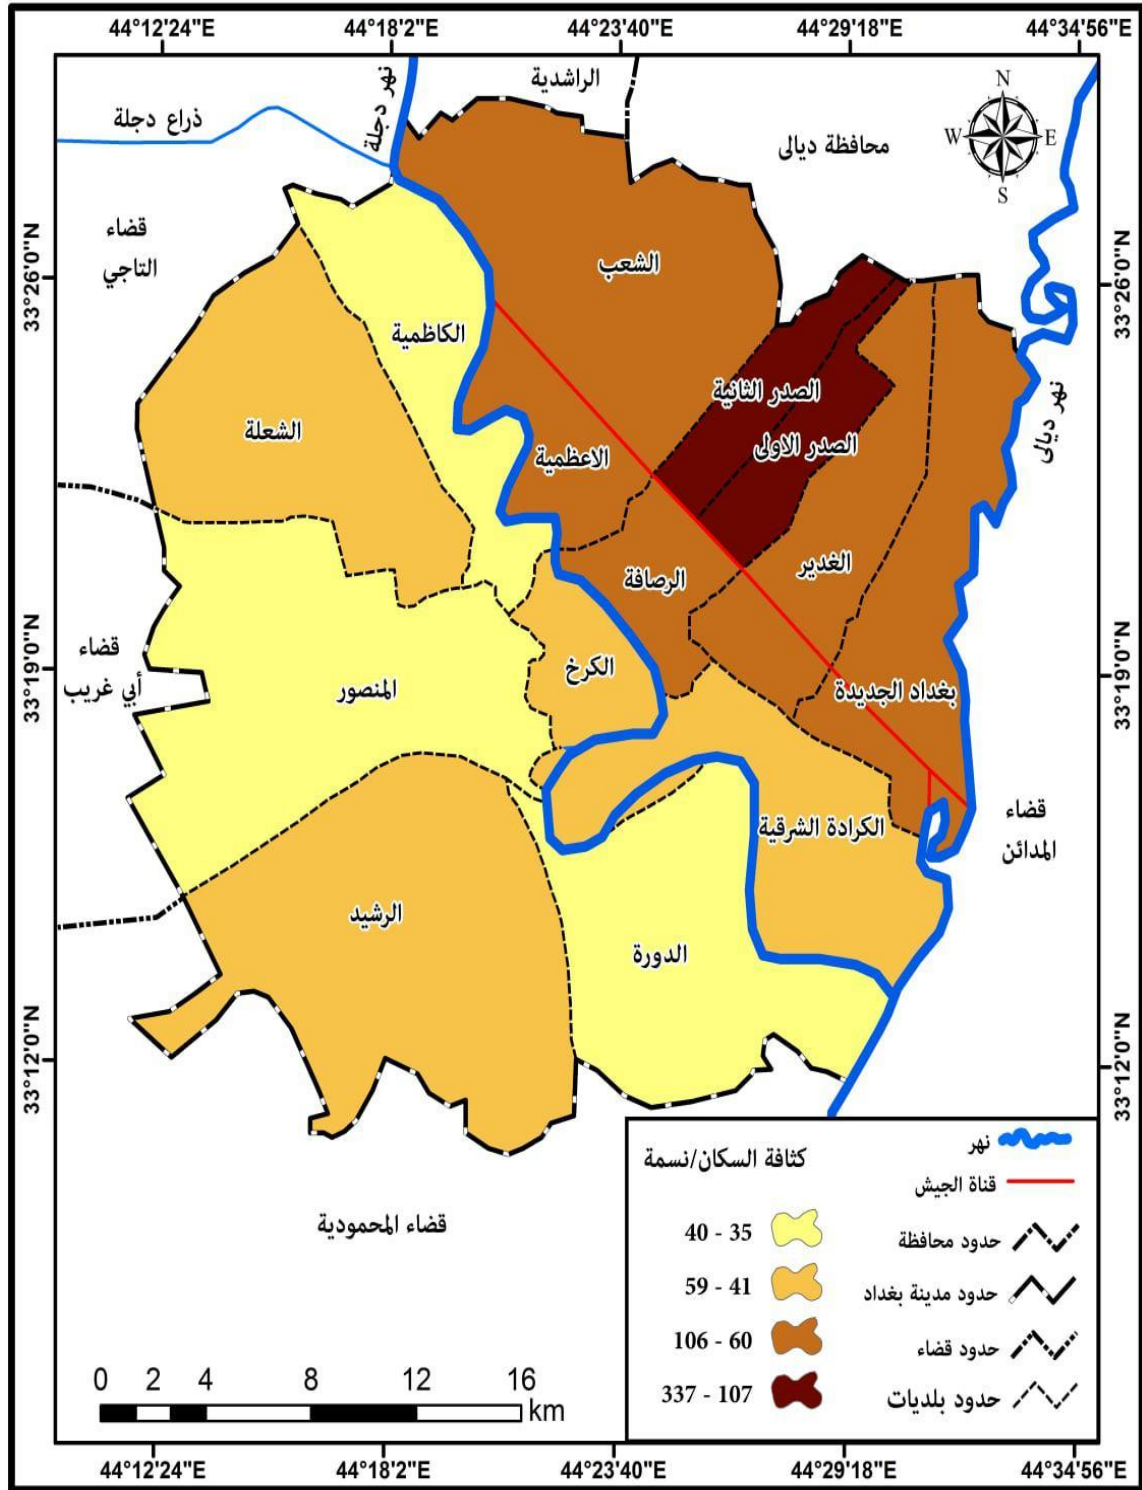 44°12'24"E
44°18'2"E
44°23'40"E
44°29'18"E
44°34'56"E
الراشدية
نهر دجلة
ذراع دجلة
محافظة ديالى
N
W
E
S
قضاء
التاجي
33°26'0"N
33°26'0"N
الشعب
الكاظمية
الصدر الثانية
نهر ديالى
الشعلة
الاعظمية
الصدر الاولى
الغدير
الرصافة
قضاء
أبي غريب
33°19'0"N
33°19'0"N
الكرخ
المنصور
بغداد الجديدة
قضاء
المدائن
الكرادة الشرقية
الرشيد
الدورة
33°12'0"N
33°12'0"N
قضاء المحمودية
نهر
كثافة السكان/نسمة
قناة الجيش
40 - 35
حدود محافظة
59 - 41
حدود مدينة بغداد
106 - 60
حدود قضاء
337 - 107
حدود بلديات
0 2 4 8 12 16
km
44°12'24"E
44°18'2"E
44°23'40"E
44°29'18"E
44°34'56"E